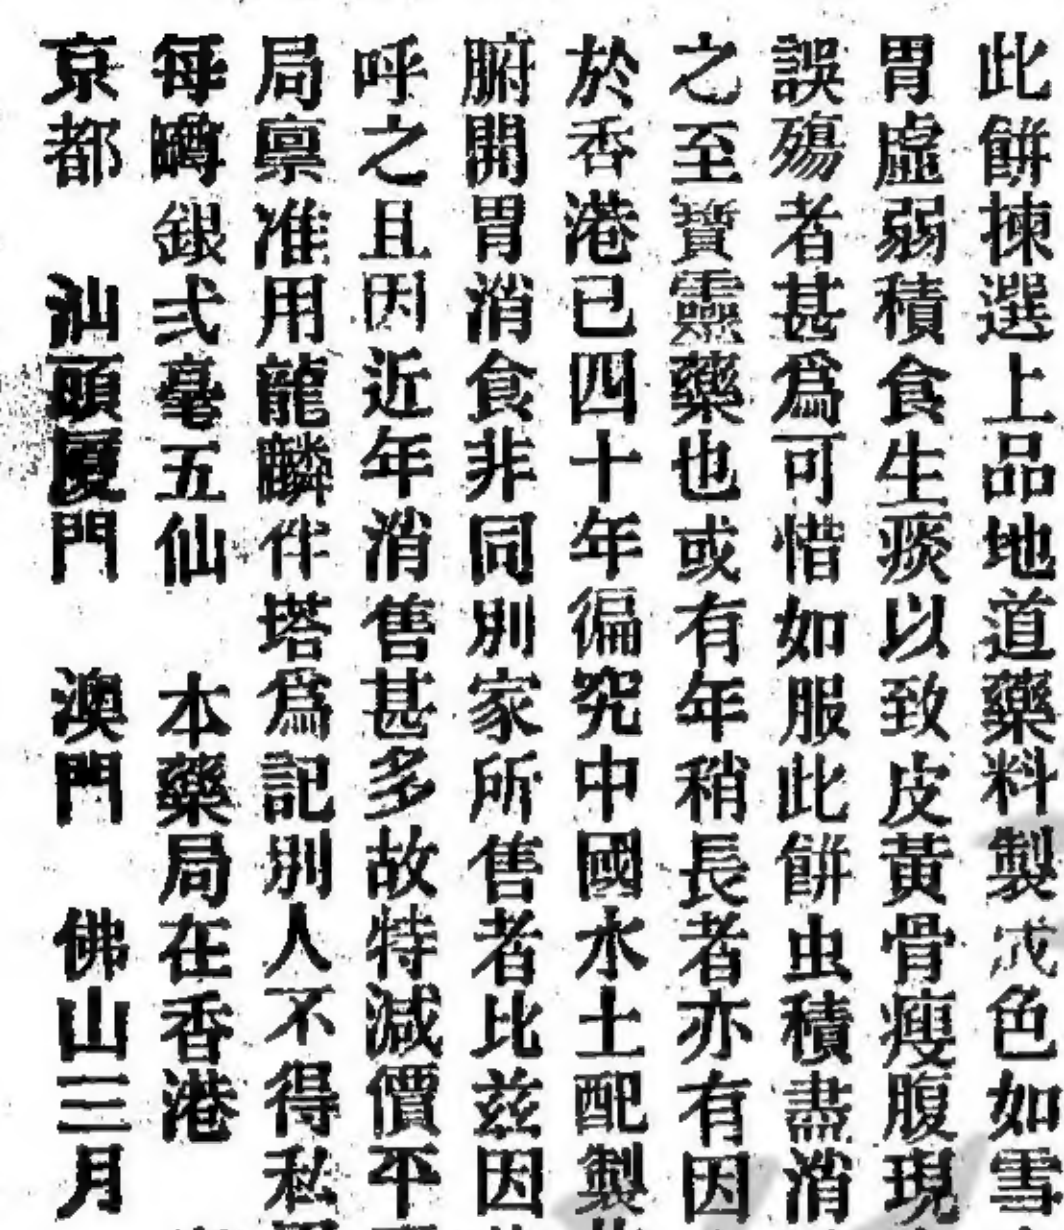 此餅揀選上品地道藥料製成色如雪
胃虛弱積食生痰以致皮黃骨瘦腹現
誤殤者甚爲可惜如服此餅虫積盡消
之至寶靈藥也或有年稍長者亦有因
於香港已四十年徧究中國水土配製
腑開胃消食非同別家所售者比茲因
呼之且因近年消售甚多故特減價平
局禀准用龍麟伴塔爲記別人不得私
每罇銀弍毫五仙 本藥局在香港
京都 汕頭厦門 澳門 佛山三月